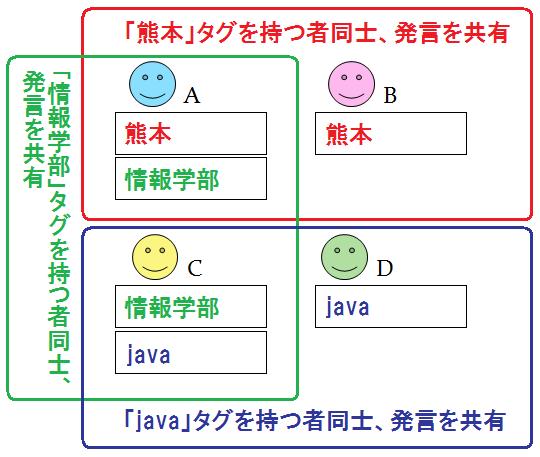 「熊本」タグを持つ者同士、発言を共有
「情報学部」タグを持つ者同士、
発言を共有
A
熊本
情報学部
B
熊本
C
情報学部
java
D
java
「java」タグを持つ者同士、発言を共有